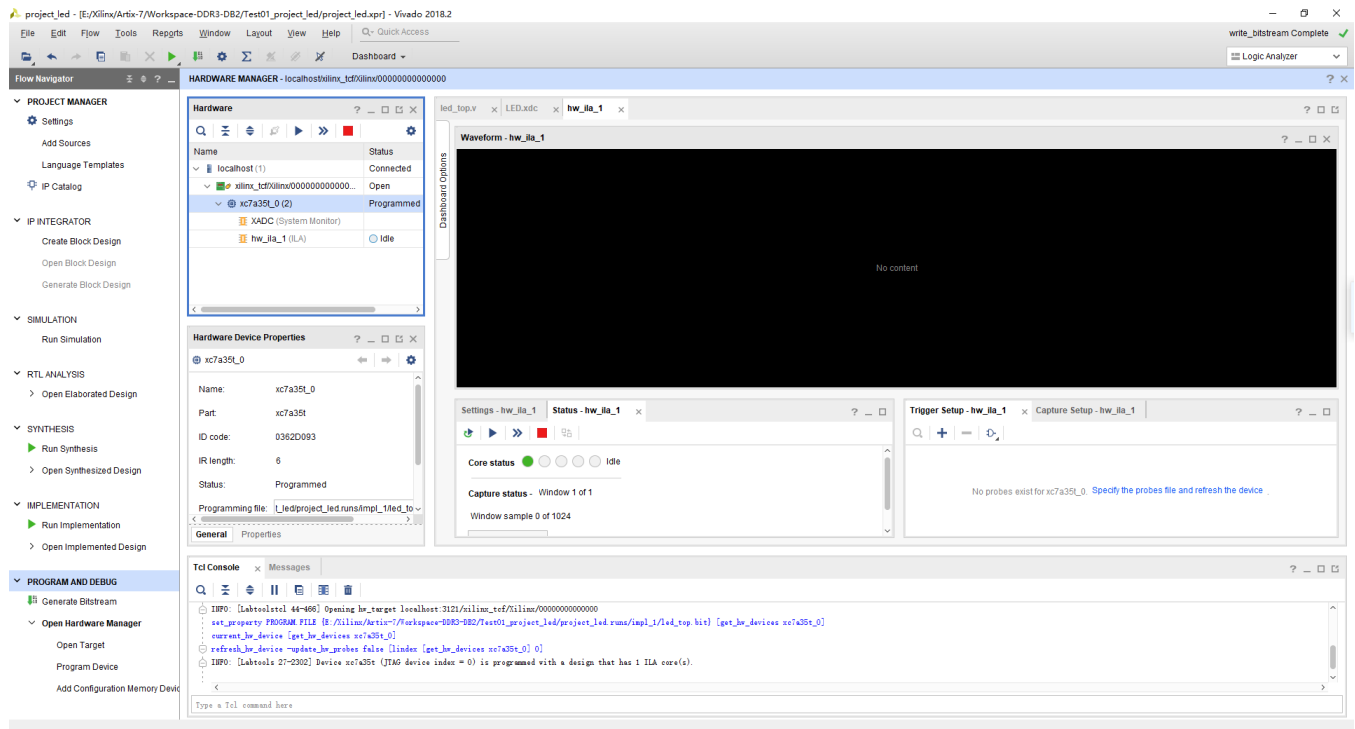 project_led - [E:/Xilinx/Artix-7/Workspace-DDR3-DB2/Test01_project_led/project_led.xpr] - Vivado 2018.2
File Edit Flow Tools Reports Window Layout View Help Quick Access
write_bitstream Complete
Dashboard
Logic Analyzer
Flow Navigator
HARDWARE MANAGER - localhost/xilinx_tcf/Xilinx/00000000000000
PROJECT MANAGER
Settings
Add Sources
Language Templates
IP Catalog
IP INTEGRATOR
Create Block Design
Open Block Design
Generate Block Design
SIMULATION
Run Simulation
RTL ANALYSIS
Open Elaborated Design
SYNTHESIS
Run Synthesis
Open Synthesized Design
IMPLEMENTATION
Run Implementation
Open Implemented Design
PROGRAM AND DEBUG
Generate Bitstream
Open Hardware Manager
Open Target
Program Device
Add Configuration Memory Devic
Hardware
Name Status
localhost (1) Connected
xilinx_tcf/Xilinx/000000000000... Open
xc7a35t_0 (2) Programmed
XADC (System Monitor)
hw_ila_1 (ILA) Idle
Hardware Device Properties
xc7a35t_0
Name: xc7a35t_0
Part: xc7a35t
ID code: 0362D093
IR length: 6
Status: Programmed
Programming file: t_led/project_led.runs/impl_1/led_to
General Properties
led_top.v LED.xdc hw_ila_1
Dashboard Options
Waveform - hw_ila_1
No content
Settings - hw_ila_1 Status - hw_ila_1
Core status Idle
Capture status - Window 1 of 1
Window sample 0 of 1024
Trigger Setup - hw_ila_1 Capture Setup - hw_ila_1
No probes exist for xc7a35t_0. Specify the probes file and refresh the device .
Tcl Console Messages
INFO: [Labtoolstcl 44-466] Opening hw_target localhost:3121/xilinx_tcf/Xilinx/00000000000000
set_property PROGRAM.FILE {E:/Xilinx/Artix-7/Workspace-DDR3-DB2/Test01_project_led/project_led.runs/impl_1/led_top.bit} [get_hw_devices xc7a35t_0]
current_hw_device [get_hw_devices xc7a35t_0]
refresh_hw_device -update_hw_probes false [lindex [get_hw_devices xc7a35t_0] 0]
INFO: [Labtools 27-2302] Device xc7a35t (JTAG device index = 0) is programmed with a design that has 1 ILA core(s).
Type a Tcl command here